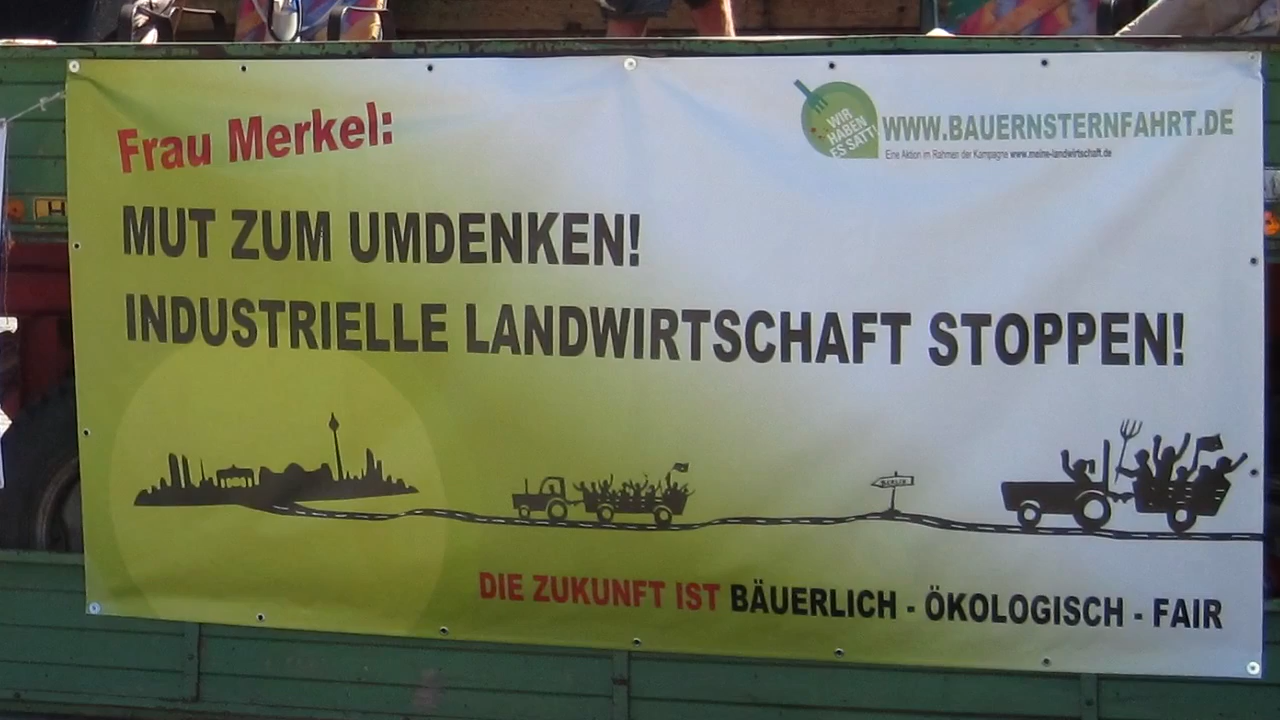 Frau Merkel:
WIR
HABEN
ES SATT!
WWW.BAUERNSTERNFAHRT.DE
Eine Aktion im Rahmen der Kampagne www.meine-landwirtschaft.de
MUT ZUM UMDENKEN!
INDUSTRIELLE LANDWIRTSCHAFT STOPPEN!
BERLIN
DIE ZUKUNFT IST BÄUERLICH - ÖKOLOGISCH - FAIR